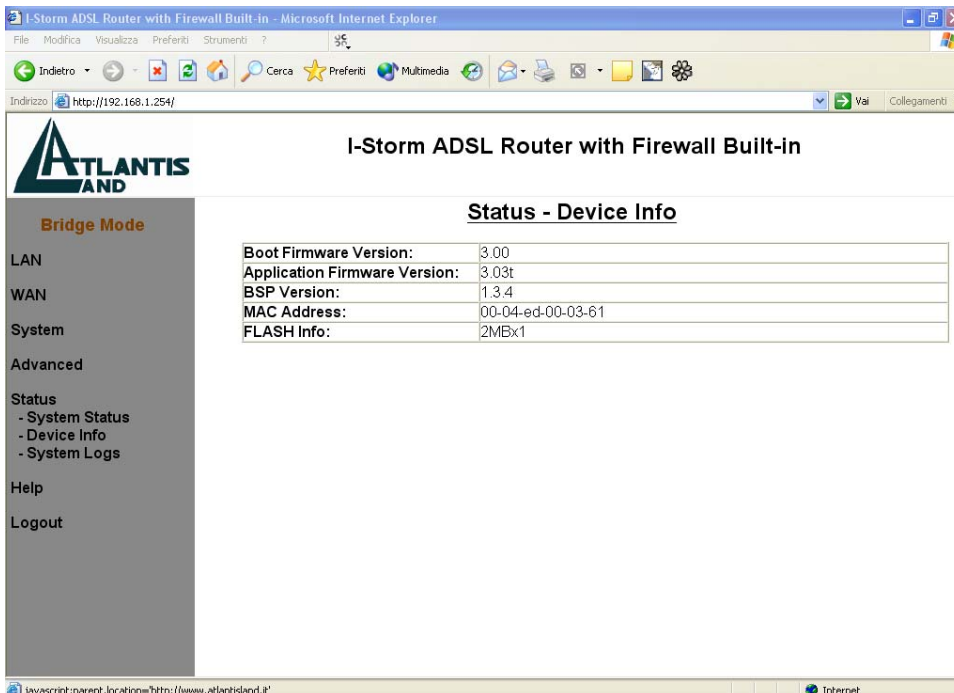 I-Storm ADSL Router with Firewall Built-in - Microsoft Internet Explorer
File Modifica Visualizza Preferiti Strumenti ?
Indietro Cerca Preferiti Multimedia
Indirizzo http://192.168.1.254/ Vai Collegamenti
ATLANTIS
LAND
I-Storm ADSL Router with Firewall Built-in
Bridge Mode
LAN
WAN
System
Advanced
Status
- System Status
- Device Info
- System Logs
Help
Logout
Status - Device Info
Boot Firmware Version: 3.00
Application Firmware Version: 3.03t
BSP Version: 1.3.4
MAC Address: 00-04-ed-00-03-61
FLASH Info: 2MBx1
javascript:parent.location='http://www.atlantisland.it' Internet